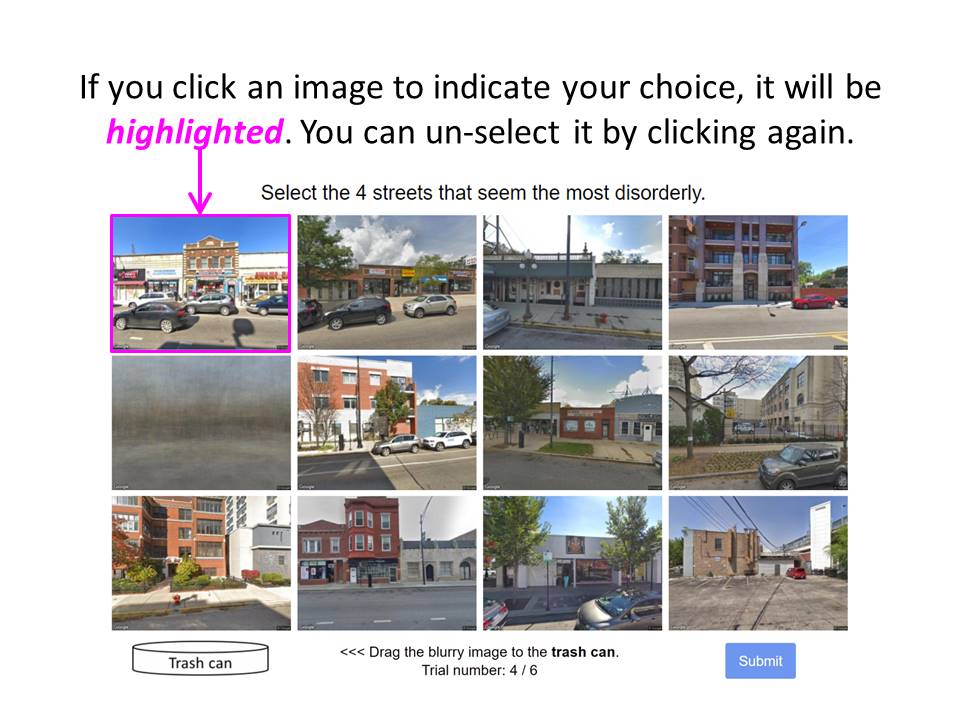 If you click an image to indicate your choice, it will be
highlighted. You can un-select it by clicking again.
Select the 4 streets that seem the most disorderly.
Trash can
<<< Drag the blurry image to the trash can.
Trial number: 4 / 6
Submit